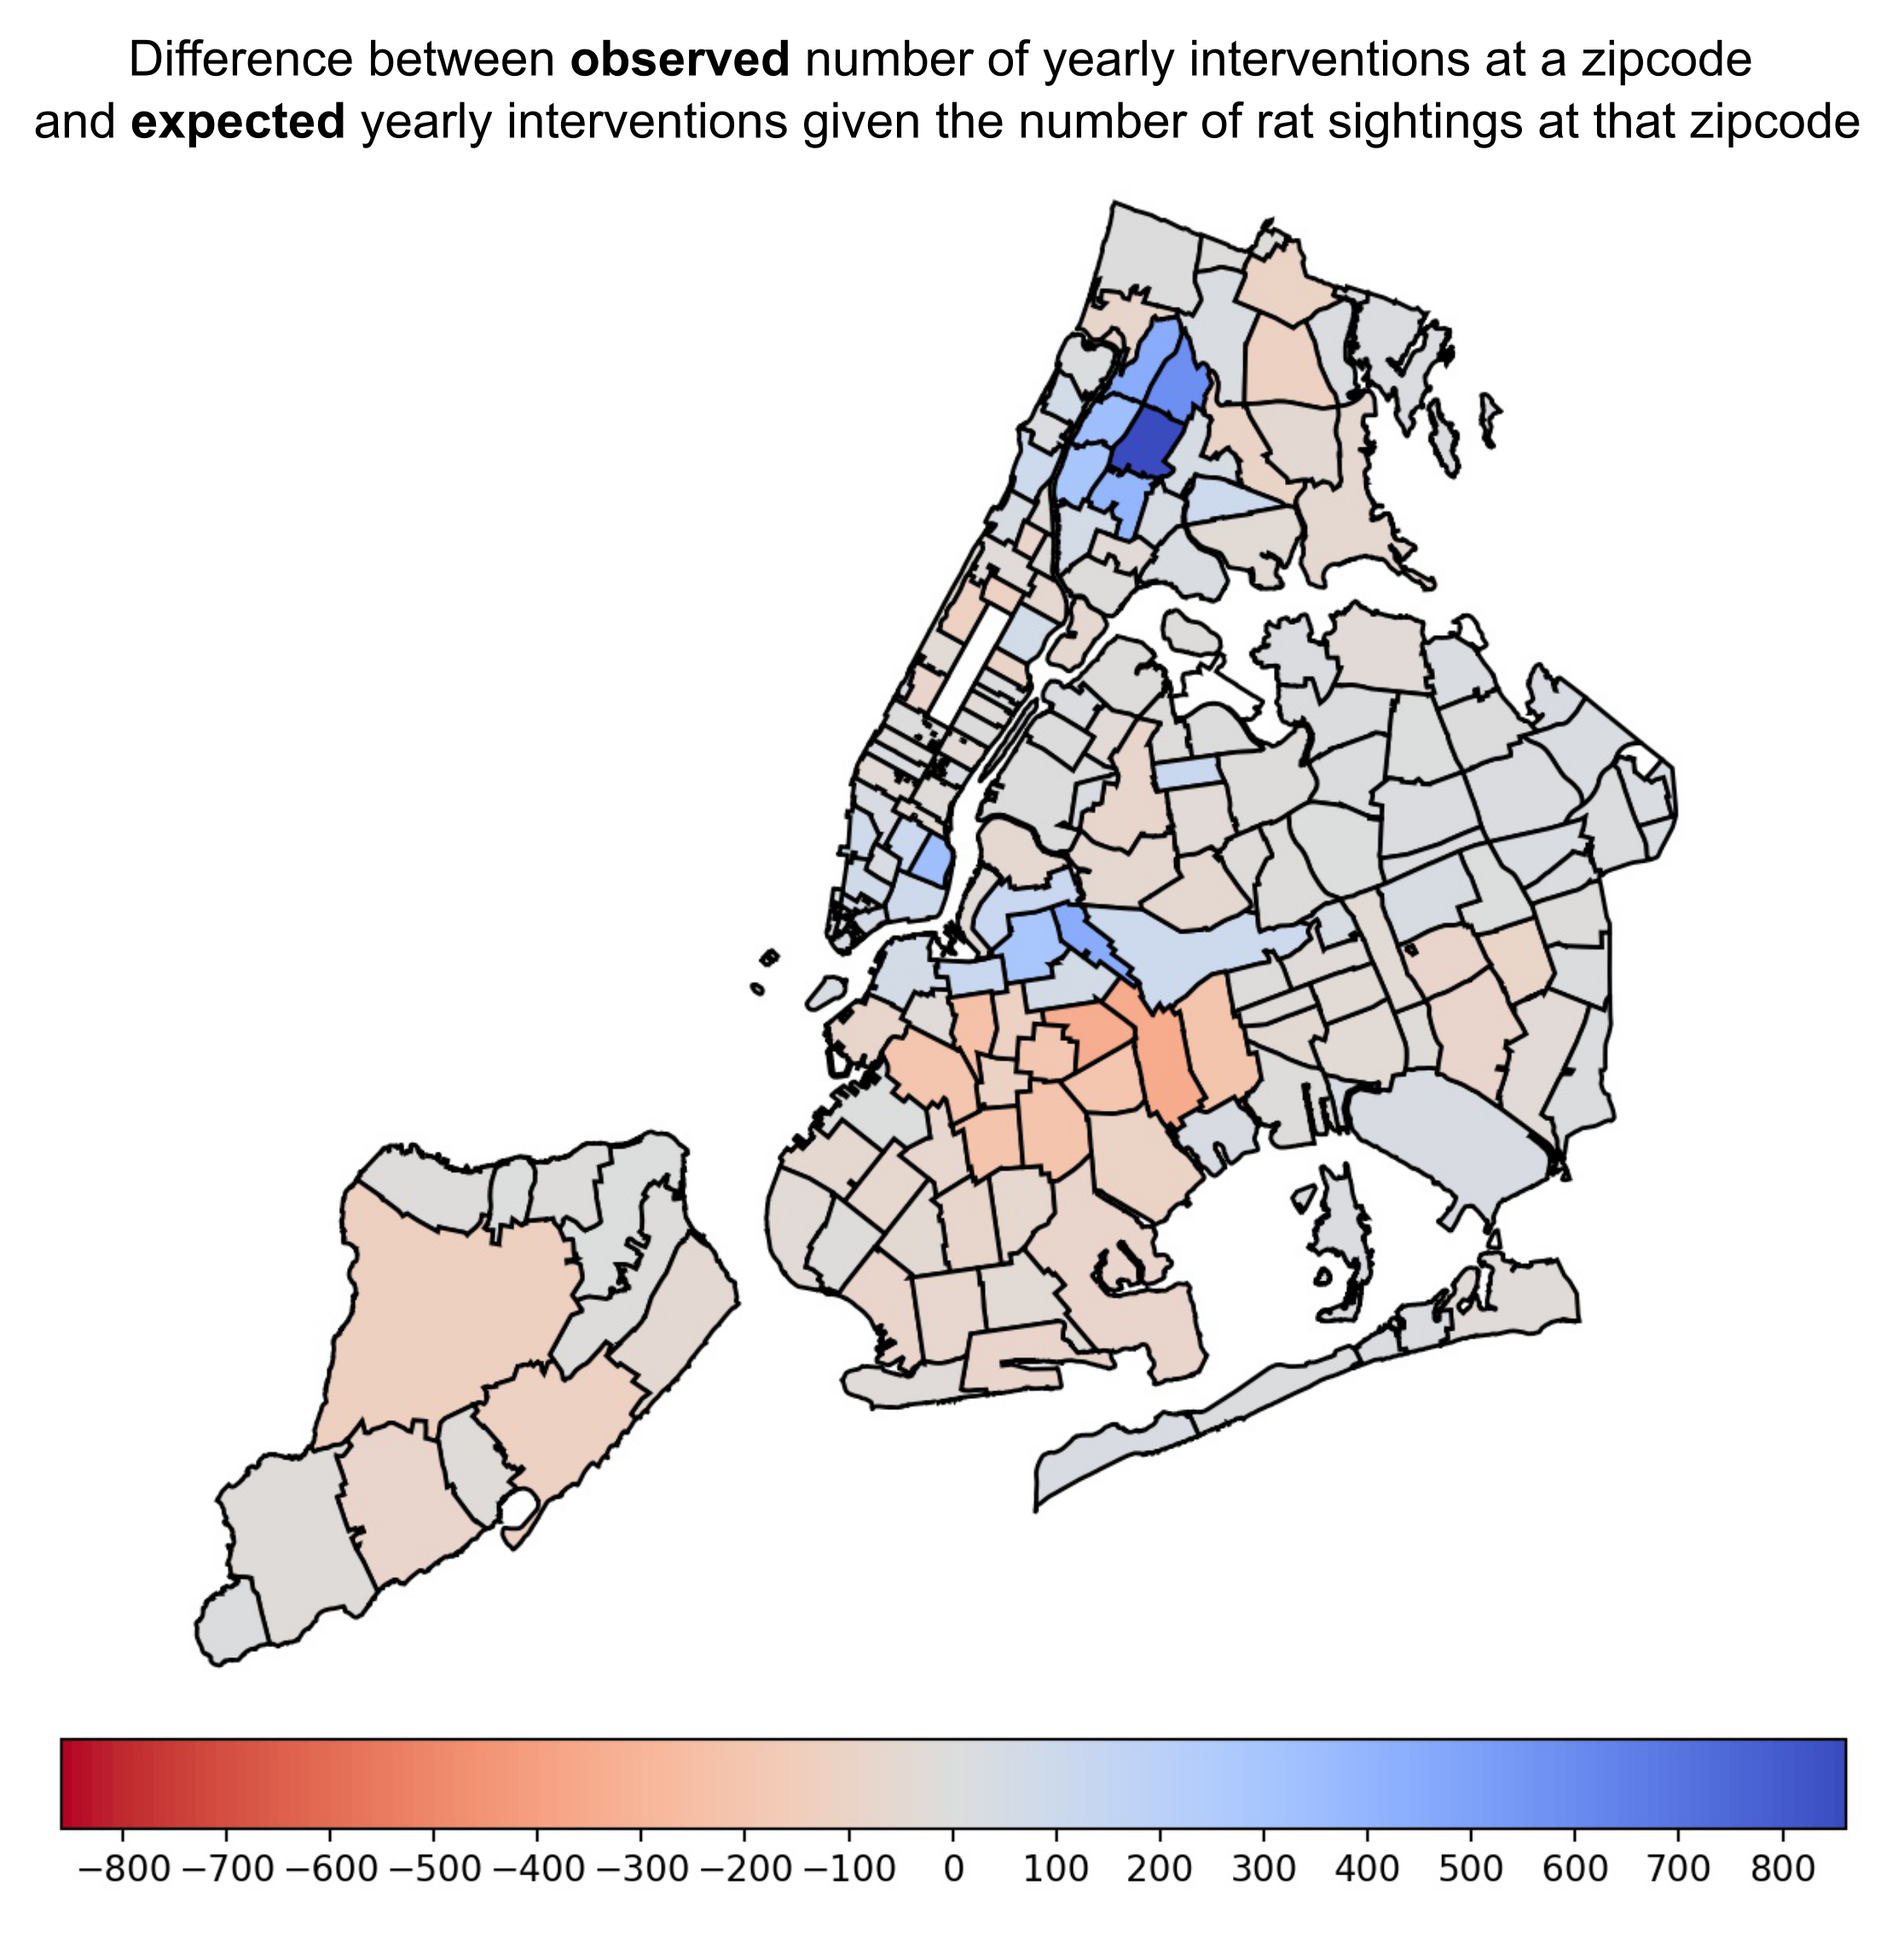 Difference between observed number of yearly interventions at a zipcode
and expected yearly interventions given the number of rat sightings at that zipcode
−800 −700 −600 −500 −400 −300 −200 −100 0 100 200 300 400 500 600 700 800